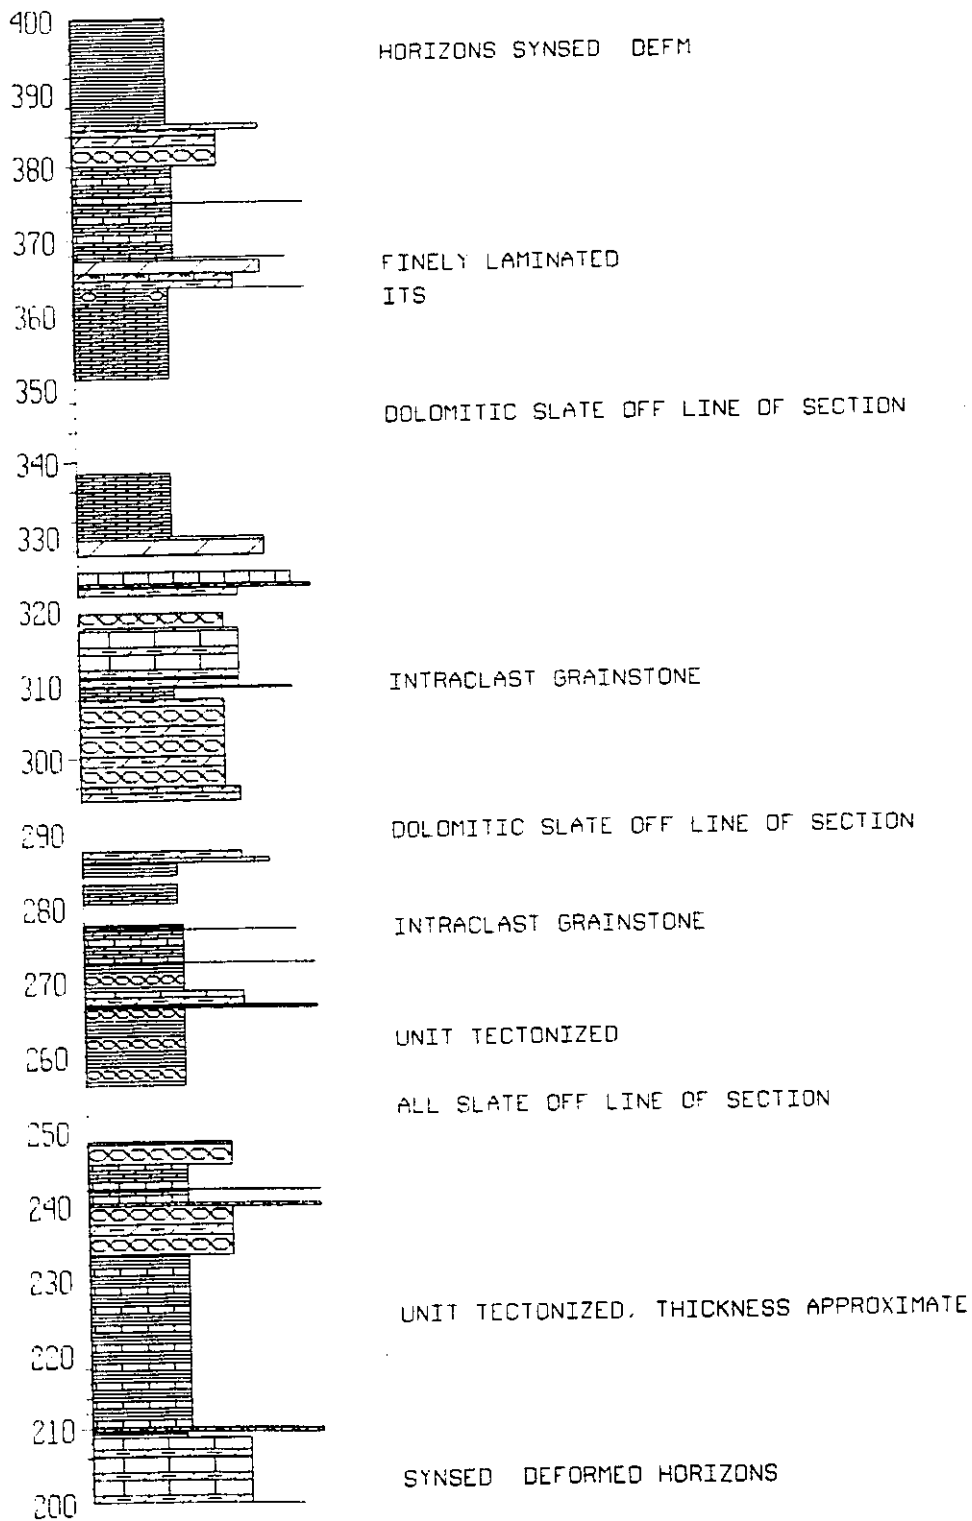 400
HORIZONS SYNSED DEFM
390
380
370
FINELY LAMINATED
ITS
360
350
DOLOMITIC SLATE OFF LINE OF SECTION
340
330
320
310
INTRACLAST GRAINSTONE
300
290
DOLOMITIC SLATE OFF LINE OF SECTION
280
INTRACLAST GRAINSTONE
270
UNIT TECTONIZED
260
ALL SLATE OFF LINE OF SECTION
250
240
230
UNIT TECTONIZED. THICKNESS APPROXIMATE
220
210
SYNSED DEFORMED HORIZONS
200